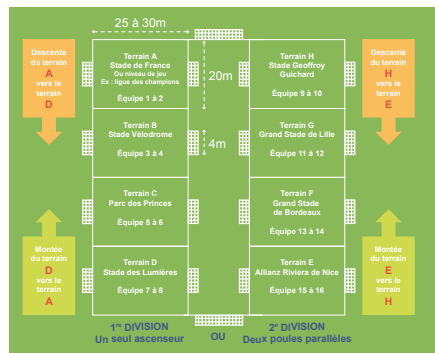 25 à 30m
Descente
du terrain
A
vers le
terrain
D
Terrain A
Stade de France
Ou niveau de jeu
Ex : ligue des champions
Équipe 1 à 2
20m
Terrain H
Stade Geoffroy
Guichard
Équipe 9 à 10
Descente
du terrain
H
vers le
terrain
E
Terrain B
Stade Vélodrome
Équipe 3 à 4
4m
Terrain G
Grand Stade de Lille
Équipe 11 à 12
Terrain C
Parc des Princes
Équipe 5 à 6
Terrain F
Grand Stade
de Bordeaux
Équipe 13 à 14
Montée
du terrain
D
vers le
terrain
A
Terrain D
Stade des Lumières
Équipe 7 à 8
Terrain E
Allianz Riviera de Nice
Équipe 15 à 16
Montée
du terrain
E
vers le
terrain
H
1re DIVISION
Un seul ascenseur
OU
2e DIVISION
Deux poules parallèles